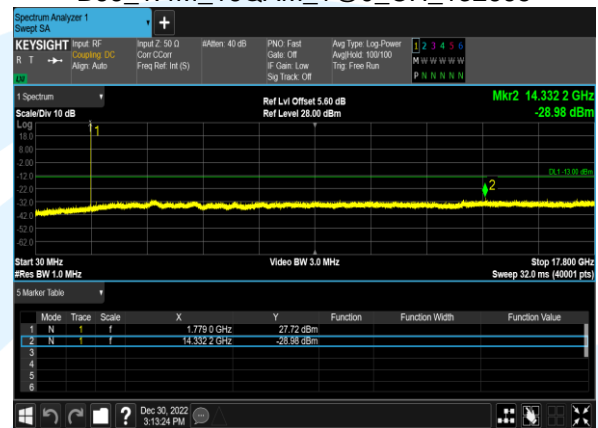 Spectrum Analyzer 1
Swept SA
KEYSIGHT Input: RF Input Z: 50 Ω #Atten: 40 dB PNO: Fast Avg Type: Log-Power 1 2 3 4 5 6
R T Coupling: DC Corr CCorr Gate: Off Avg|Hold: 100/100 M W W W W W
Align: Auto Freq Ref: Int (S) IF Gain: Low Trig: Free Run P N N N N N
LXI Sig Track: Off
1 Spectrum Ref Lvl Offset 5.60 dB Mkr2 14.332 2 GHz
Scale/Div 10 dB Ref Level 28.00 dBm -28.98 dBm
Log
18.0
8.00
-2.00
-12.0
-22.0
-32.0
-42.0
-52.0
-62.0
1
DL1 -13.00 dBm
2
Start 30 MHz Video BW 3.0 MHz Stop 17.800 GHz
#Res BW 1.0 MHz Sweep 32.0 ms (40001 pts)
5 Marker Table
Mode Trace Scale X Y Function Function Width Function Value
1 N 1 f 1.779 0 GHz 27.72 dBm
2 N 1 f 14.332 2 GHz -28.98 dBm
3
4
5
6
? Dec 30, 2022
3:13:24 PM